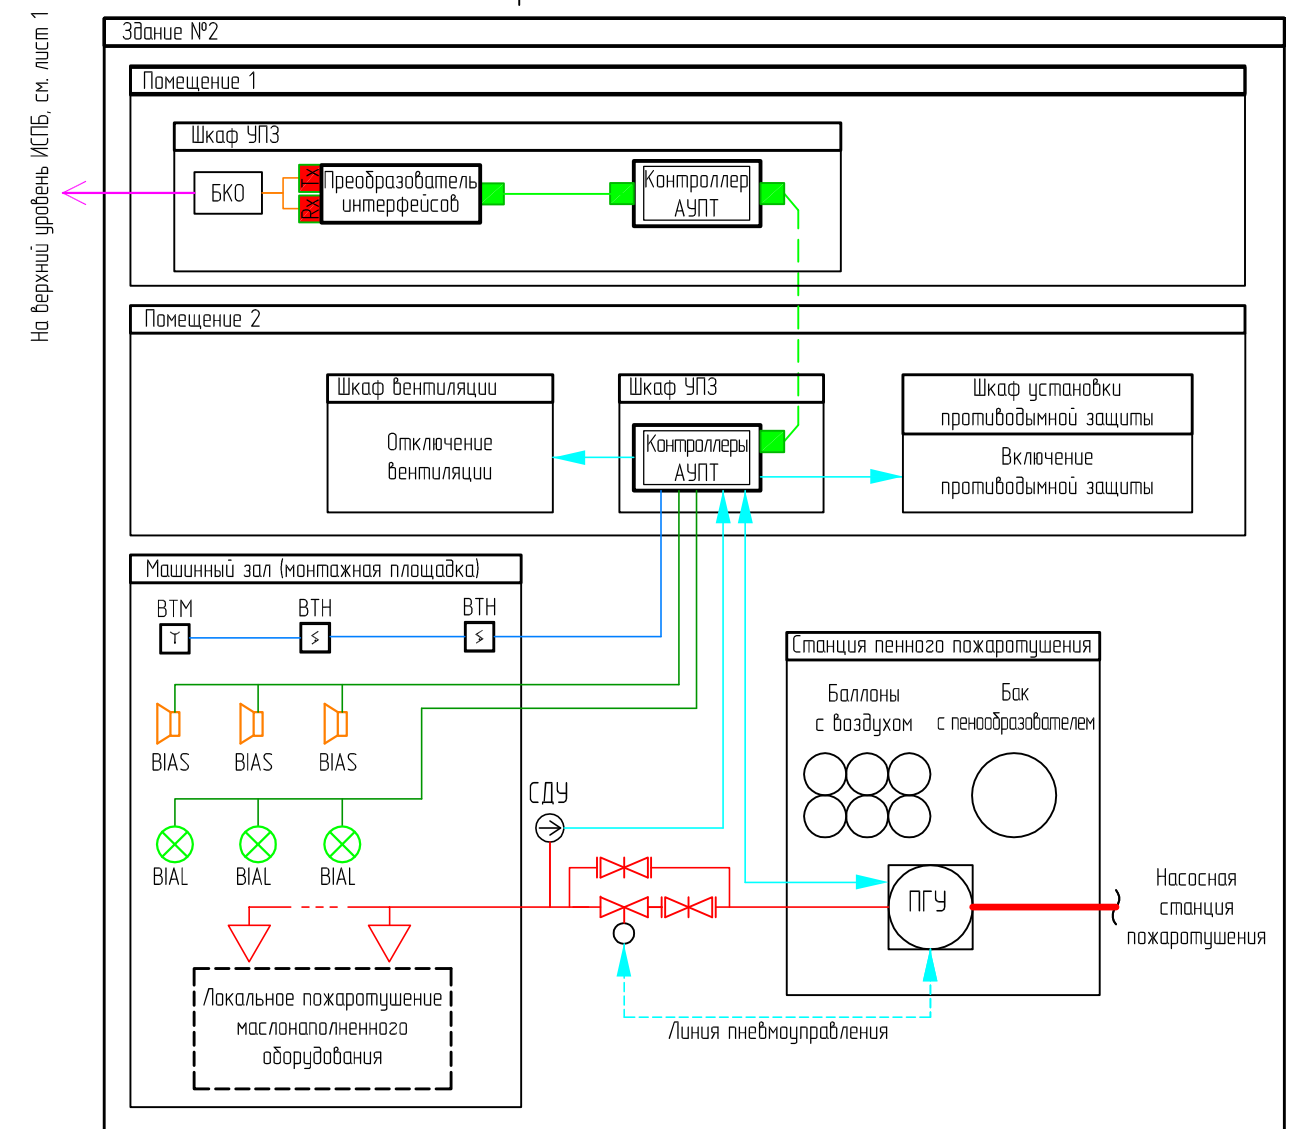 На верхний уровень ИСПБ, см. лист 1
Здание №2
Помещение 1
Шкаф УПЗ
БКО
TX
RX
Преобразователь
интерфейсов
Контроллер
АУПТ
Помещение 2
Шкаф вентиляции
Отключение
вентиляции
Шкаф УПЗ
Контроллеры
АУПТ
Шкаф установки
противодымной защиты
Включение
противодымной защиты
Машинный зал (монтажная площадка)
ВТМ
ВТН
ВТН
BIAS
BIAS
BIAS
BIAL
BIAL
BIAL
СДУ
Станция пенного пожаротушения
Баллоны
с воздухом
Бак
с пенообразователем
ПГУ
Насосная
станция
пожаротушения
Линия пневмоуправления
Локальное пожаротушение
маслонаполненного
оборудования